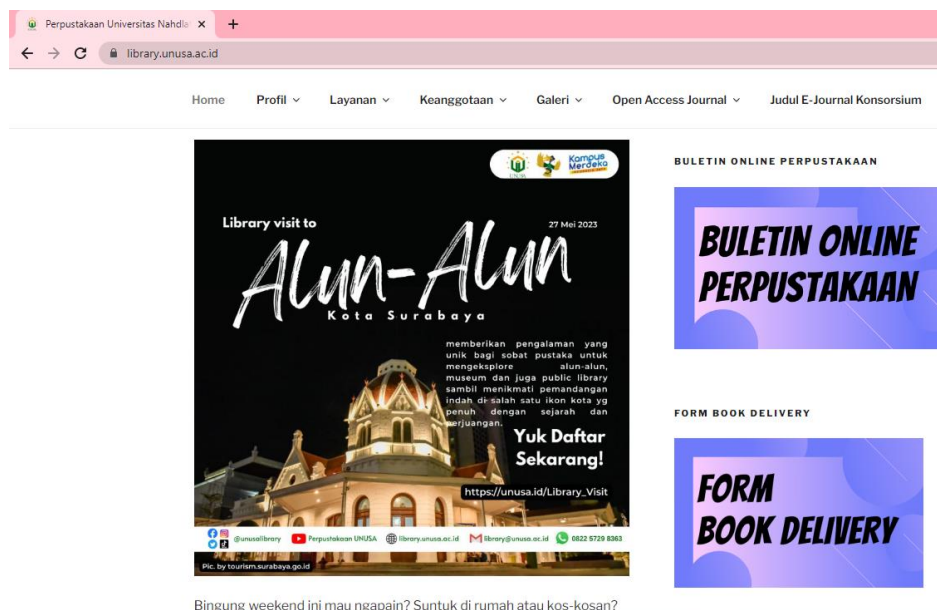 Perpustakaan Universitas Nahdla
library.unusa.ac.id
Home Profil Layanan Keanggotaan Galeri Open Access Journal Judul E-Journal Konsorsium
UNUSA
Kampus
Merdeka
Library visit to
27 Mei 2023
Alun-Alun
Kota Surabaya
memberikan pengalaman yang
unik bagi sobat pustaka untuk
mengeksplore alun-alun,
museum dan juga public library
sambil menikmati pemandangan
indah di salah satu ikon kota yg
penuh dengan sejarah dan
perjuangan.
Yuk Daftar
Sekarang!
https://unusa.id/Library_Visit
@unusalibrary Perpustakaan UNUSA library.unusa.ac.id library@unusa.ac.id 0822 5729 8363
Pic. by tourism.surabaya.go.id
Bingung weekend ini mau ngapain? Suntuk di rumah atau kos-kosan?
BULETIN ONLINE PERPUSTAKAAN
BULETIN ONLINE
PERPUSTAKAAN
FORM BOOK DELIVERY
FORM
BOOK DELIVERY